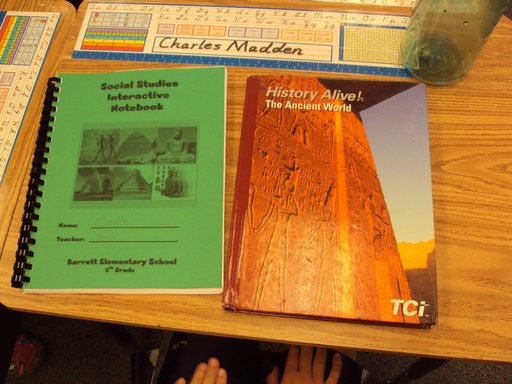 Charles Madden
Social Studies
Interactive
Notebook
Name:
Teacher:
Barrett Elementary School
5th Grade
History Alive!
The Ancient World
TCi